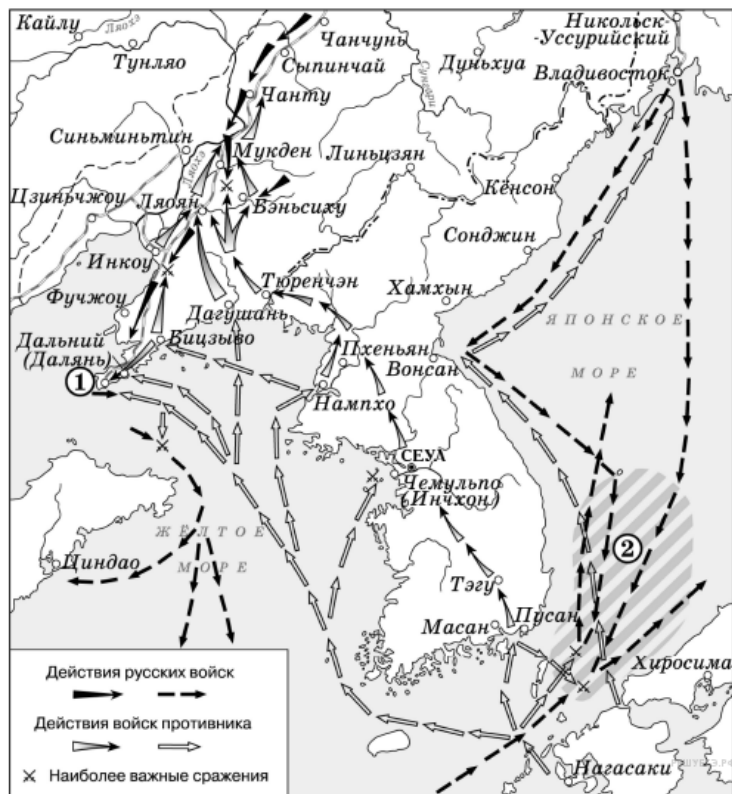 Кайлу
Ляохэ
Тунляо
Чанчунь
Сыпинчай
Чанту
Сунгари
Дуньхуа
Никольск-
Уссурийский
Владивосток
Синьминьтин
Ляохэ
Мукден
Линьцзян
Кёнсон
Цзиньчжоу
Ляоян
Бэньсиху
Сонджин
Инкоу
Тюренчэн
Хамхын
Фучжоу
Дагушань
ЯПОНСКОЕ
МОРЕ
Дальний
(Далянь)
Бицзыво
Пхеньян
Вонсан
1
Нампхо
СЕУЛ
Чемульпо
(Инчхон)
ЖЁЛТОЕ
МОРЕ
Циндао
2
Тэгу
Масан
Пусан
Хиросима
Нагасаки
Действия русских войск
Действия войск противника
Наиболее важные сражения